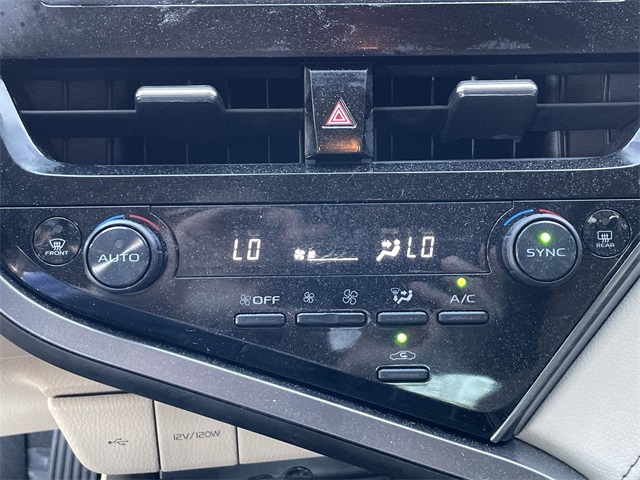 FRONT
AUTO
LO
LO
SYNC
REAR
OFF
A/C
12V/120W